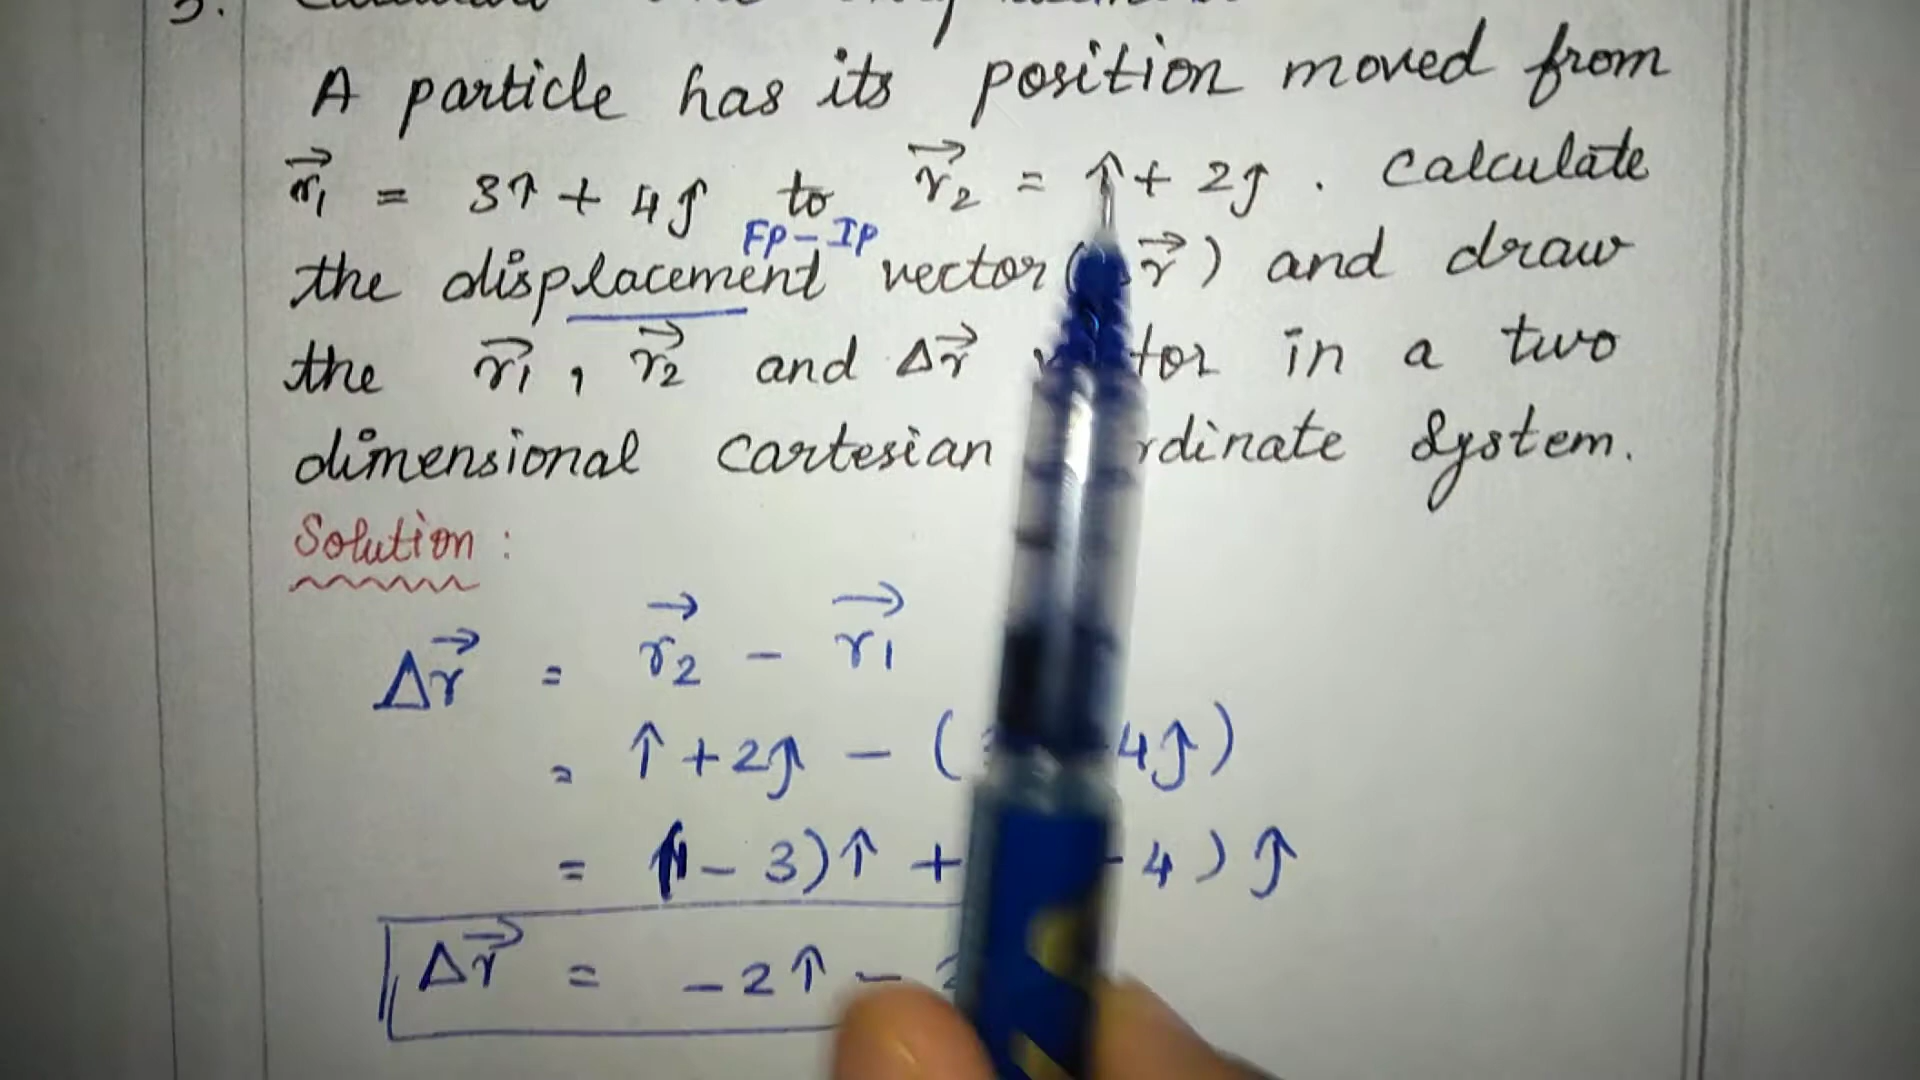 3.
A particle has its position moved from
r⃗1 = 3î + 4ĵ to r⃗2 = î + 2ĵ . Calculate
FP - IP
the displacement vector ( r⃗ ) and draw
the r⃗1 , r⃗2 and Δr⃗ in a two
dimensional Cartesian system.
Solution :
Δr⃗ = r⃗2 - r⃗1
= î + 2ĵ - ( 4ĵ )
= (1 - 3) î + - 4 ) ĵ
Δr⃗ = - 2 î -